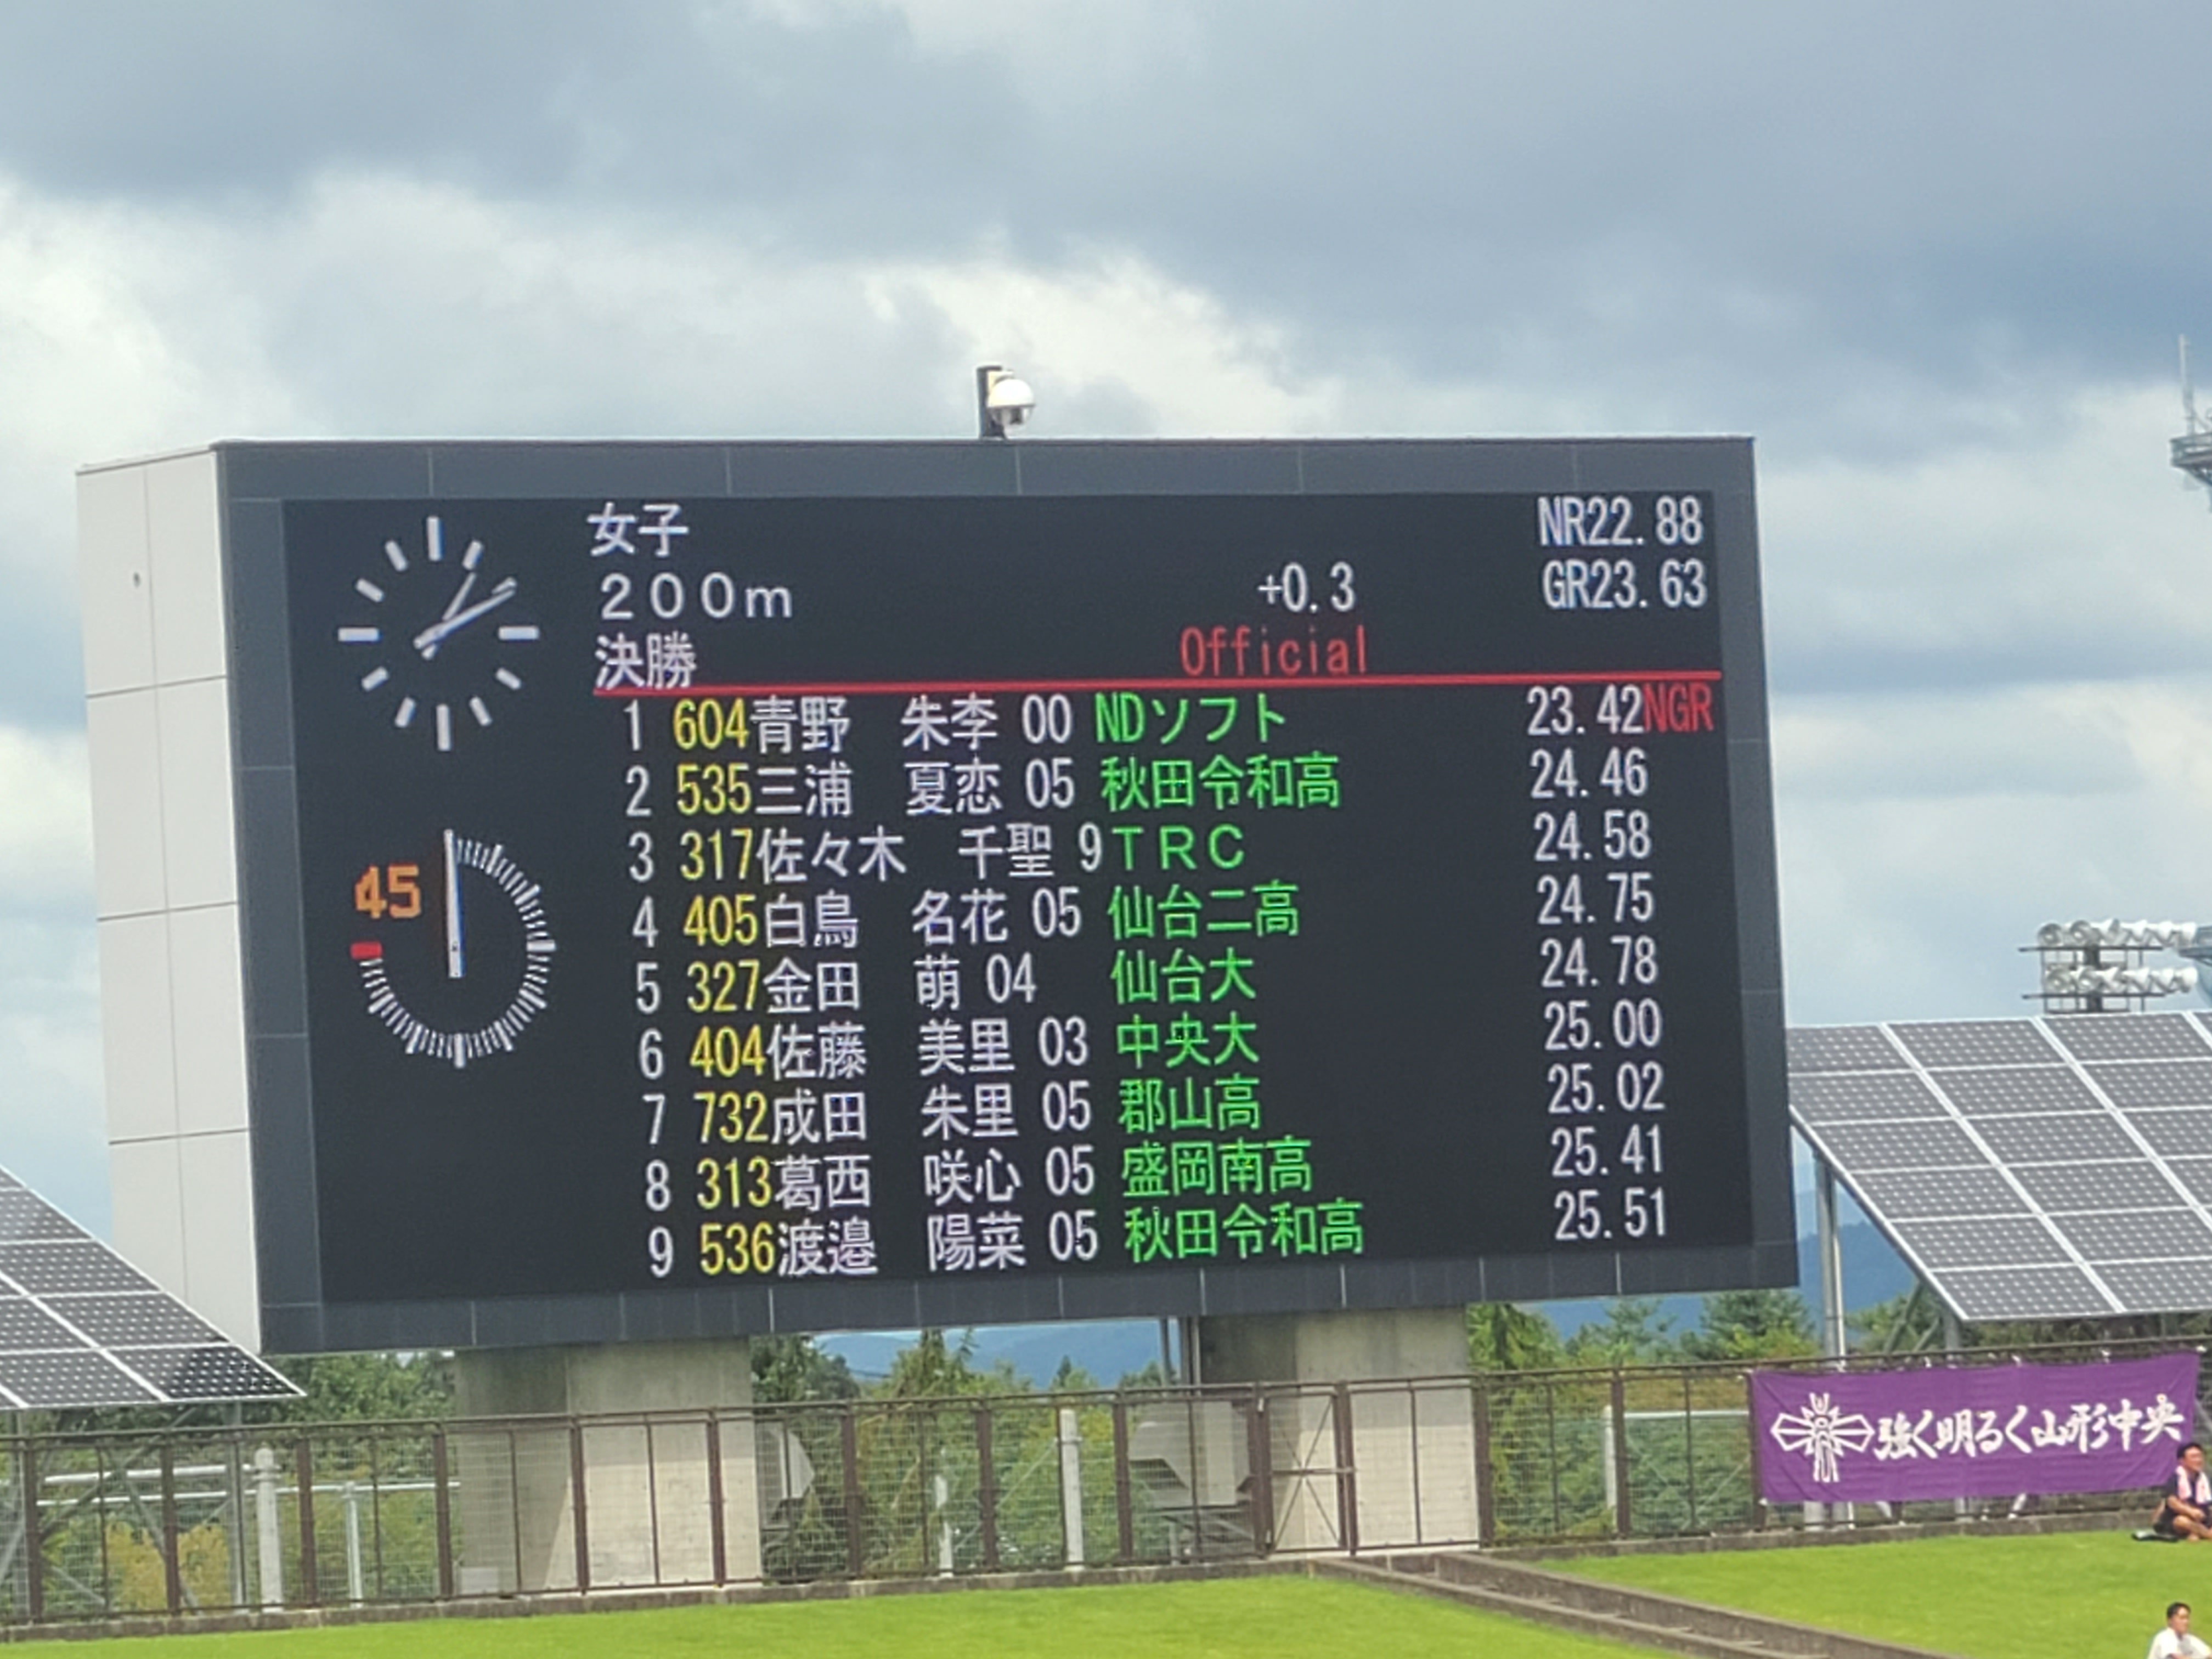 女子 NR22.88
200m +0.3 GR23.63
決勝 Official
1 604青野 朱李 00 NDソフト 23.42NGR
2 535三浦 夏恋 05 秋田令和高 24.46
3 317佐々木 千聖 9TRC 24.58
4 405白鳥 名花 05 仙台二高 24.75
5 327金田 萌 04 仙台大 24.78
6 404佐藤 美里 03 中央大 25.00
7 732成田 朱里 05 郡山高 25.02
8 313葛西 咲心 05 盛岡南高 25.41
9 536渡邉 陽菜 05 秋田令和高 25.51
45
強く明るく山形中央